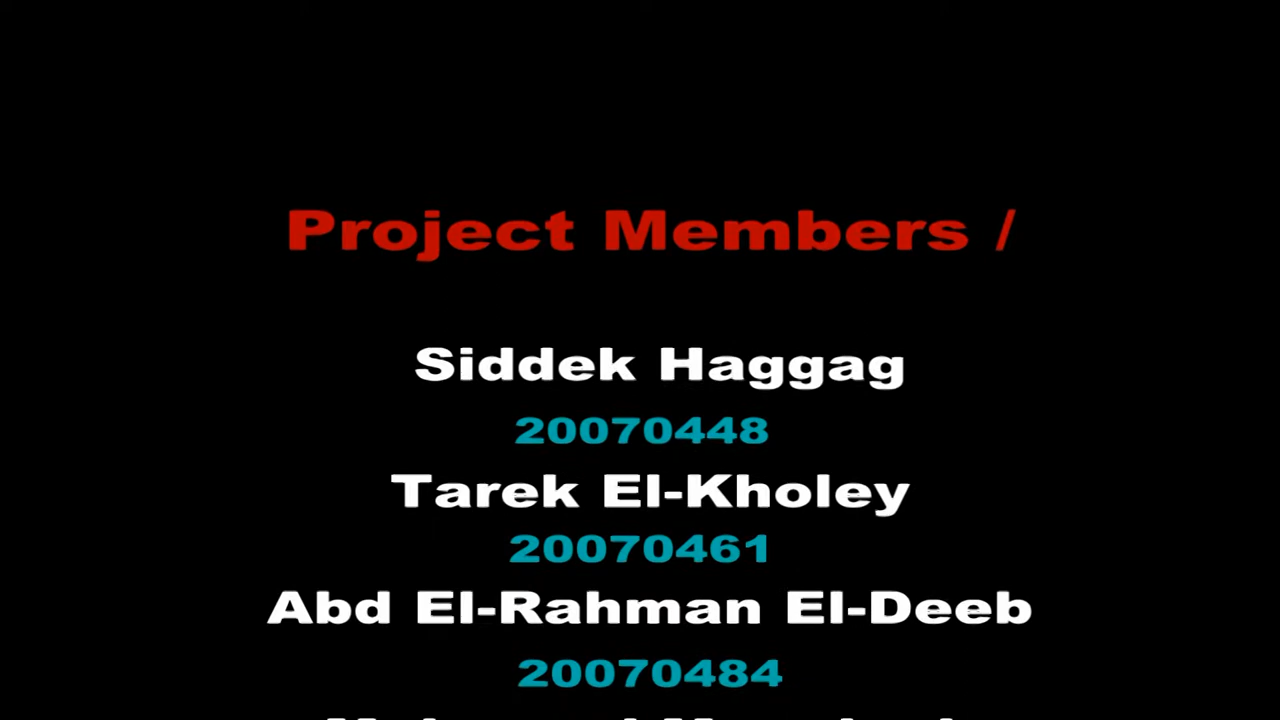 Project Members /
Siddek Haggag
20070448
Tarek El-Kholey
20070461
Abd El-Rahman El-Deeb
20070484